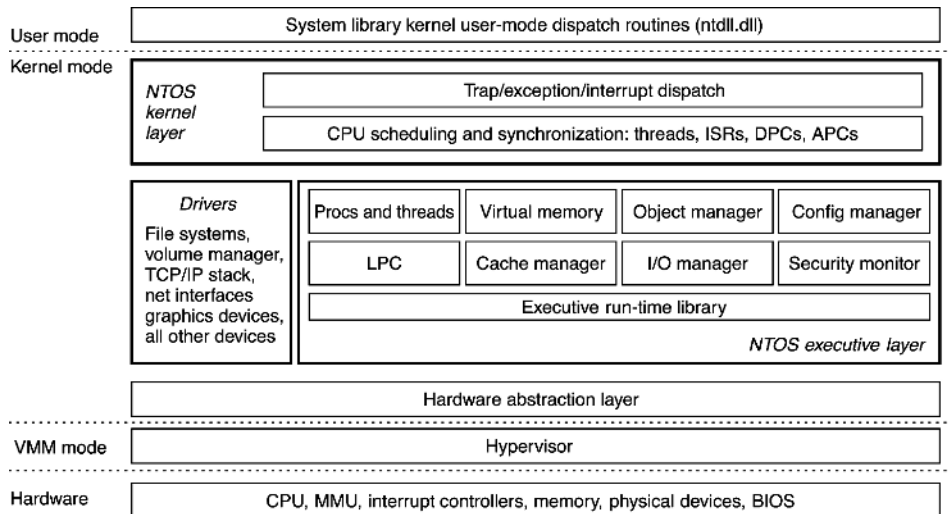 System library kernel user-mode dispatch routines (ntdll.dll)
User mode
Kernel mode
NTOS
kernel
layer
Trap/exception/interrupt dispatch
CPU scheduling and synchronization: threads, ISRs, DPCs, APCs
Drivers
File systems,
volume manager,
TCP/IP stack,
net interfaces
graphics devices,
all other devices
Procs and threads
Virtual memory
Object manager
Config manager
LPC
Cache manager
I/O manager
Security monitor
Executive run-time library
NTOS executive layer
Hardware abstraction layer
VMM mode
Hypervisor
Hardware
CPU, MMU, interrupt controllers, memory, physical devices, BIOS